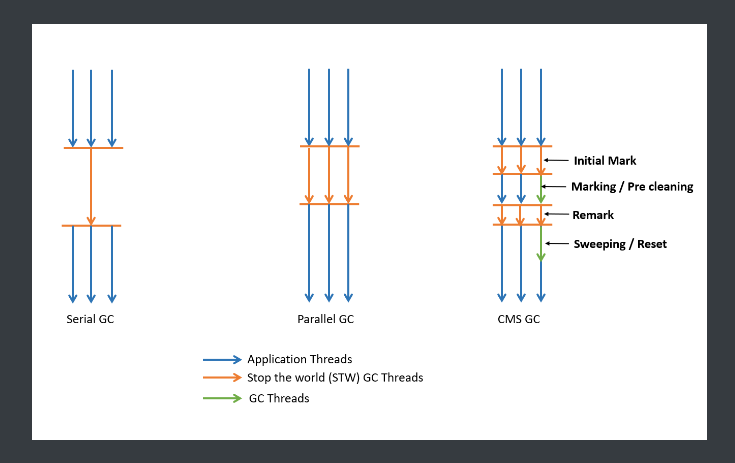 Initial Mark
Marking / Pre cleaning
Remark
Sweeping / Reset
Serial GC
Parallel GC
CMS GC
Application Threads
Stop the world (STW) GC Threads
GC Threads